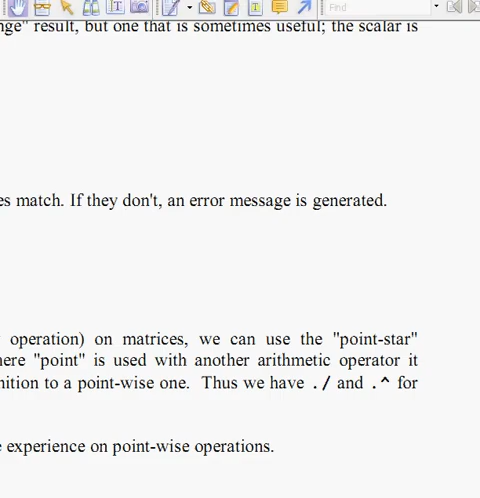 Find
nge" result, but one that is sometimes useful; the scalar is
es match. If they don't, an error message is generated.
operation) on matrices, we can use the "point-star"
here "point" is used with another arithmetic operator it
nition to a point-wise one. Thus we have ./ and .^ for
e experience on point-wise operations.